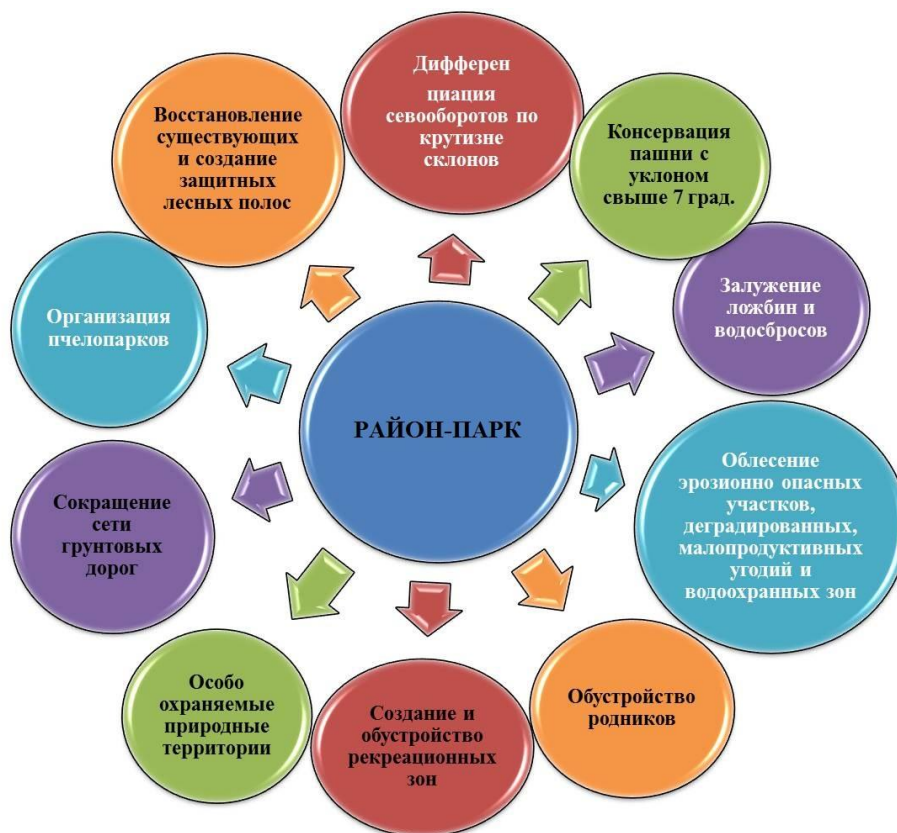 Дифферен
циация
севооборотов по
крутизне
склонов
Консервация
пашни с
уклоном
свыше 7 град.
Залужение
ложбин и
водосбросов
Облесение
эрозионно опасных
участков,
деградированных,
малопродуктивных
угодий и
водоохранных зон
Обустройство
родников
Создание и
обустройство
рекреационных
зон
Особо
охраняемые
природные
территории
Сокращение
сети
грунтовых
дорог
Организация
пчелопарков
Восстановление
существующих
и создание
защитных
лесных полос
РАЙОН-ПАРК